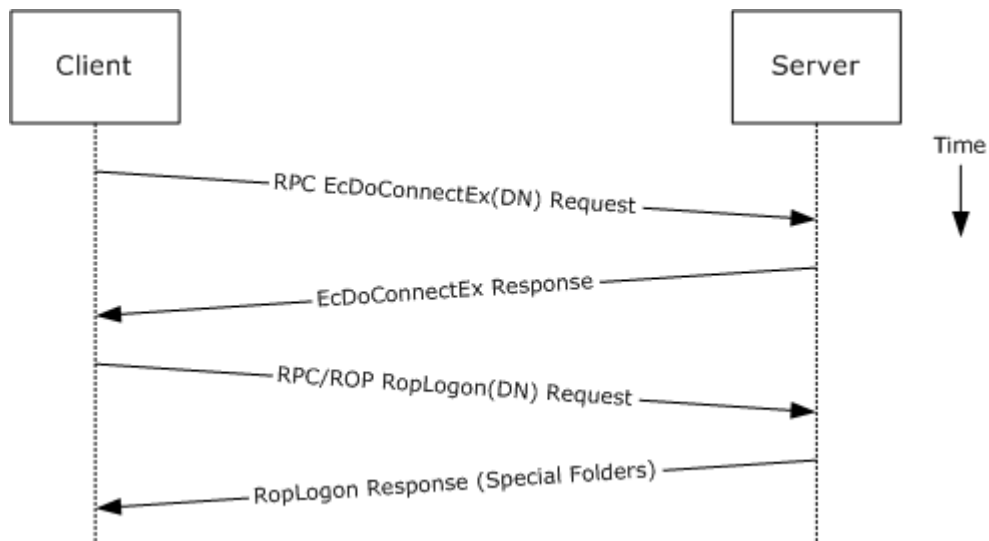 Client
Server
Time
RPC EcDoConnectEx(DN) Request
EcDoConnectEx Response
RPC/ROP RopLogon(DN) Request
RopLogon Response (Special Folders)